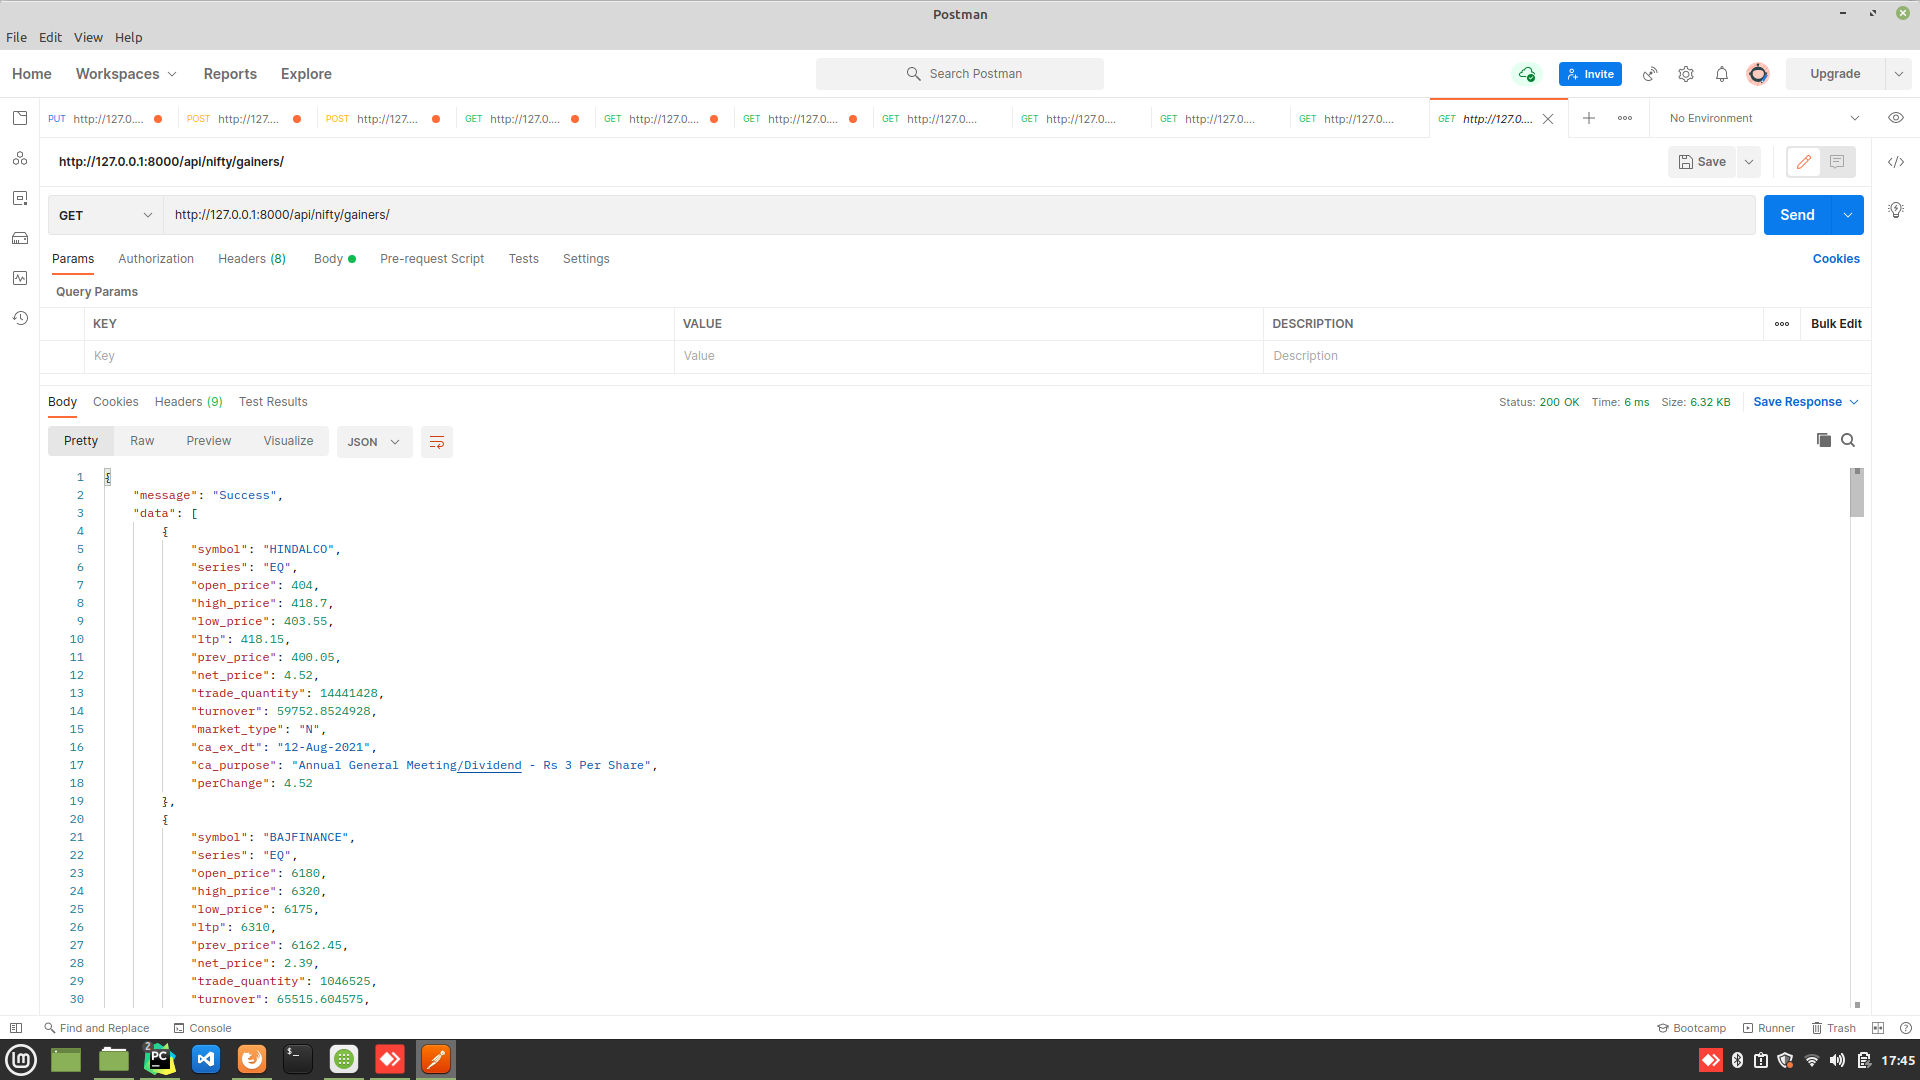 Postman
File Edit View Help
Home Workspaces Reports Explore Search Postman Invite Upgrade
PUT http://127.0.... POST http://127.... POST http://127.... GET http://127.0.... GET http://127.0.... GET http://127.0.... GET http://127.0.... GET http://127.0.... GET http://127.0.... GET http://127.0.... GET http://127.0.... No Environment
http://127.0.0.1:8000/api/nifty/gainers/ Save
GET http://127.0.0.1:8000/api/nifty/gainers/ Send
Params Authorization Headers (8) Body Pre-request Script Tests Settings Cookies
Query Params
KEY VALUE DESCRIPTION Bulk Edit
Key Value Description
Body Cookies Headers (9) Test Results Status: 200 OK Time: 6 ms Size: 6.32 KB Save Response
Pretty Raw Preview Visualize JSON
1 {
2 "message": "Success",
3 "data": [
4 {
5 "symbol": "HINDALCO",
6 "series": "EQ",
7 "open_price": 404,
8 "high_price": 418.7,
9 "low_price": 403.55,
10 "ltp": 418.15,
11 "prev_price": 400.05,
12 "net_price": 4.52,
13 "trade_quantity": 14441428,
14 "turnover": 59752.8524928,
15 "market_type": "N",
16 "ca_ex_dt": "12-Aug-2021",
17 "ca_purpose": "Annual General Meeting/Dividend - Rs 3 Per Share",
18 "perChange": 4.52
19 },
20 {
21 "symbol": "BAJFINANCE",
22 "series": "EQ",
23 "open_price": 6180,
24 "high_price": 6320,
25 "low_price": 6175,
26 "ltp": 6310,
27 "prev_price": 6162.45,
28 "net_price": 2.39,
29 "trade_quantity": 1046525,
30 "turnover": 65515.604575,
Find and Replace Console Bootcamp Runner Trash
2 PC 17:45